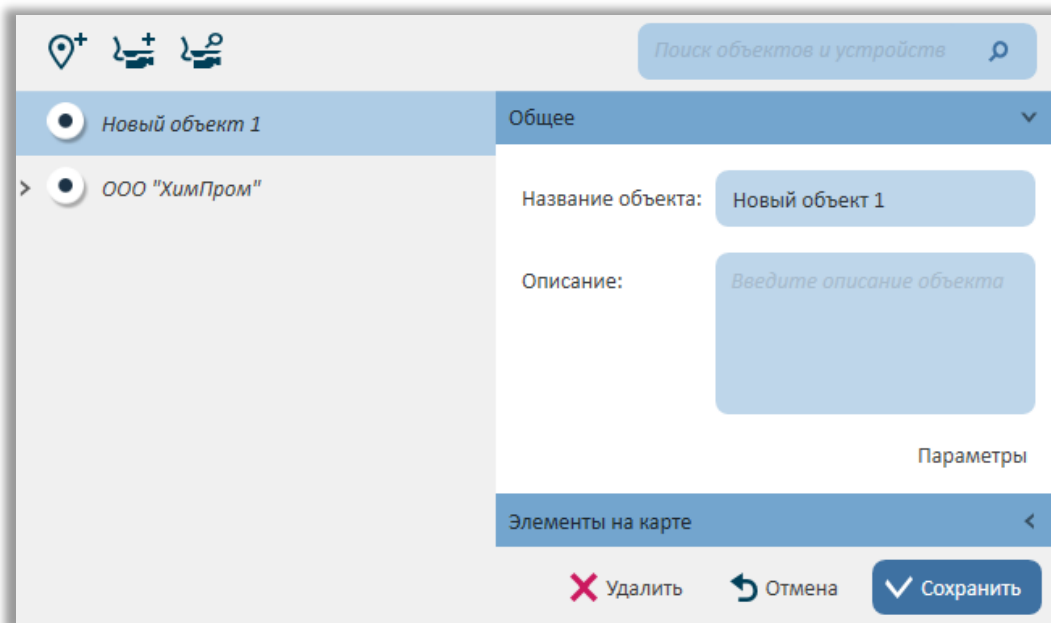 Поиск объектов и устройств
Новый объект 1
ООО "ХимПром"
Общее
Название объекта: Новый объект 1
Описание: Введите описание объекта
Параметры
Элементы на карте
Удалить Отмена Сохранить